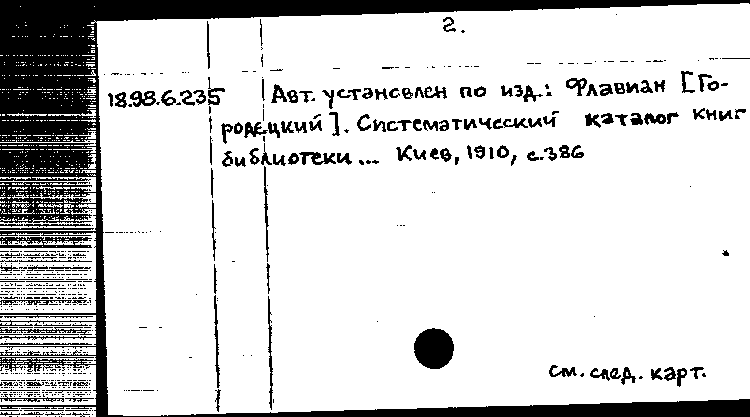 2.
18.98.6.235 Авт. установлен по изд.: Флавиан [Го-
родецкий]. Систематический каталог книг
библиотеки... Киев, 1910, с.386
см. след. карт.